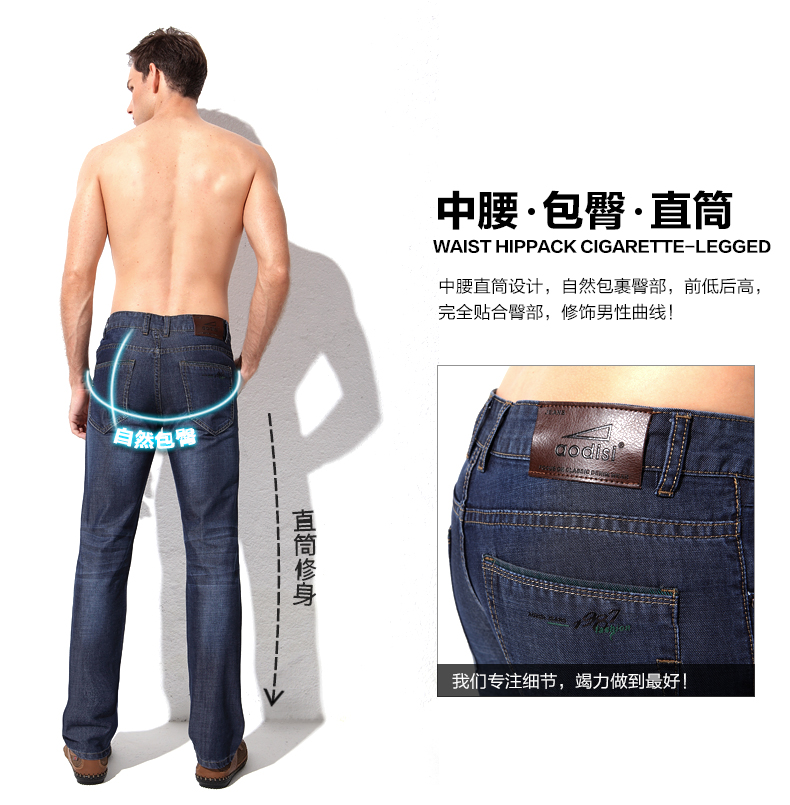 中腰·包臀·直筒
WAIST HIPPACK CIGARETTE-LEGGED
中腰直筒设计，自然包裹臀部，前低后高，
完全贴合臀部，修饰男性曲线！
自然包臀
直筒修身
aodisi®
我们专注细节，竭力做到最好！